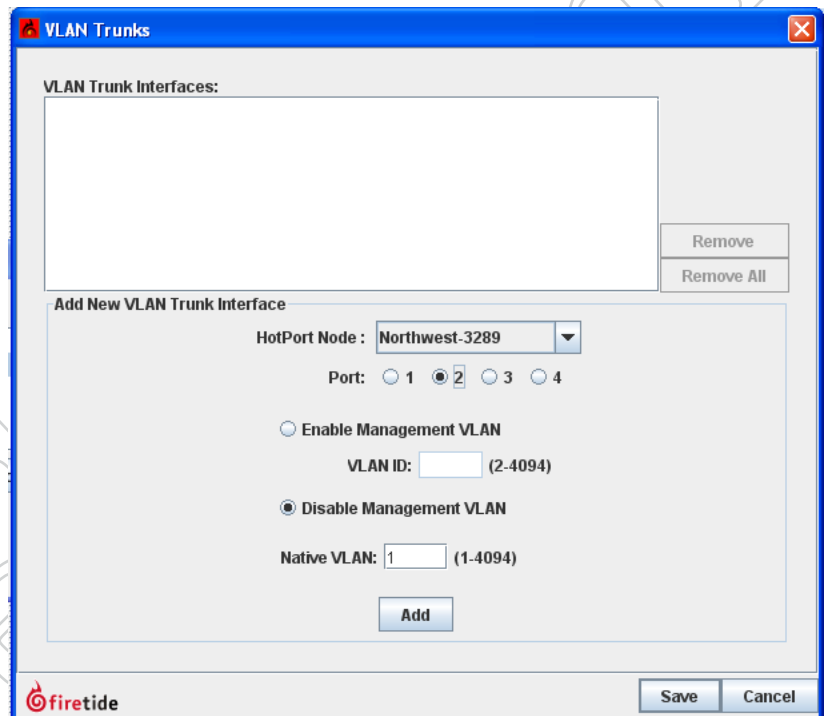 VLAN Trunks
VLAN Trunk Interfaces:
Remove
Remove All
Add New VLAN Trunk Interface
HotPort Node : Northwest-3289
Port: 1 2 3 4
Enable Management VLAN
VLAN ID: (2-4094)
Disable Management VLAN
Native VLAN: 1 (1-4094)
Add
firetide Save Cancel